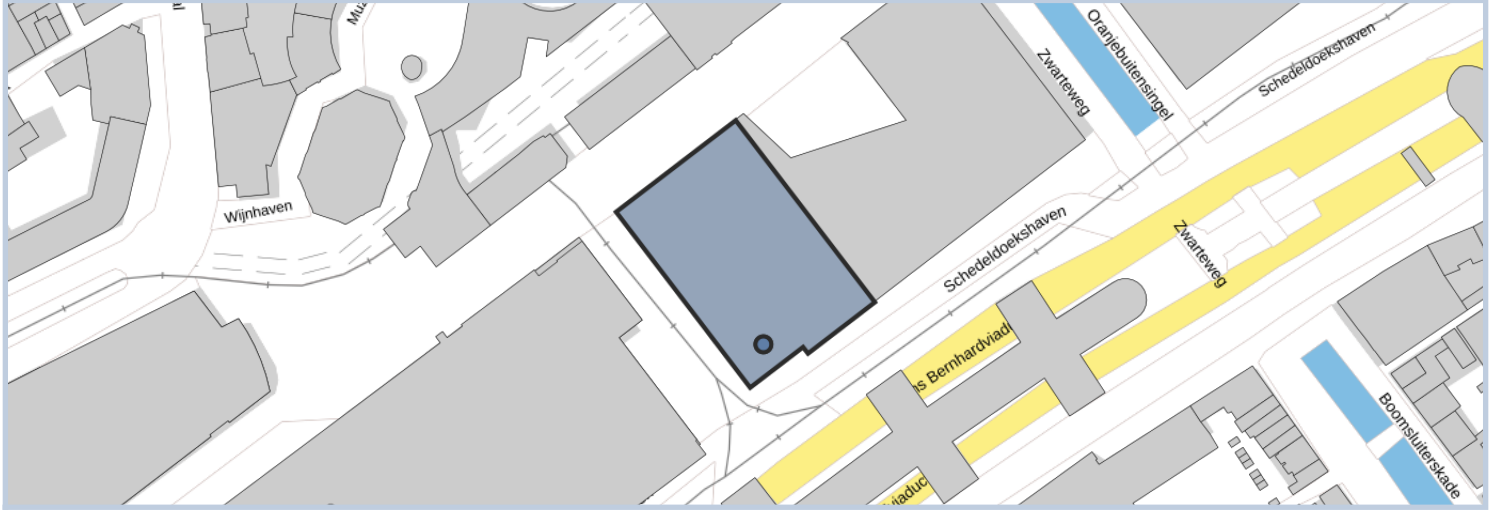 Oranjebuitensingel
Schedeldoekshaven
Zwarteweg
Wijnhaven
Schedeldoekshaven
Zwarteweg
Boomsluiterskade